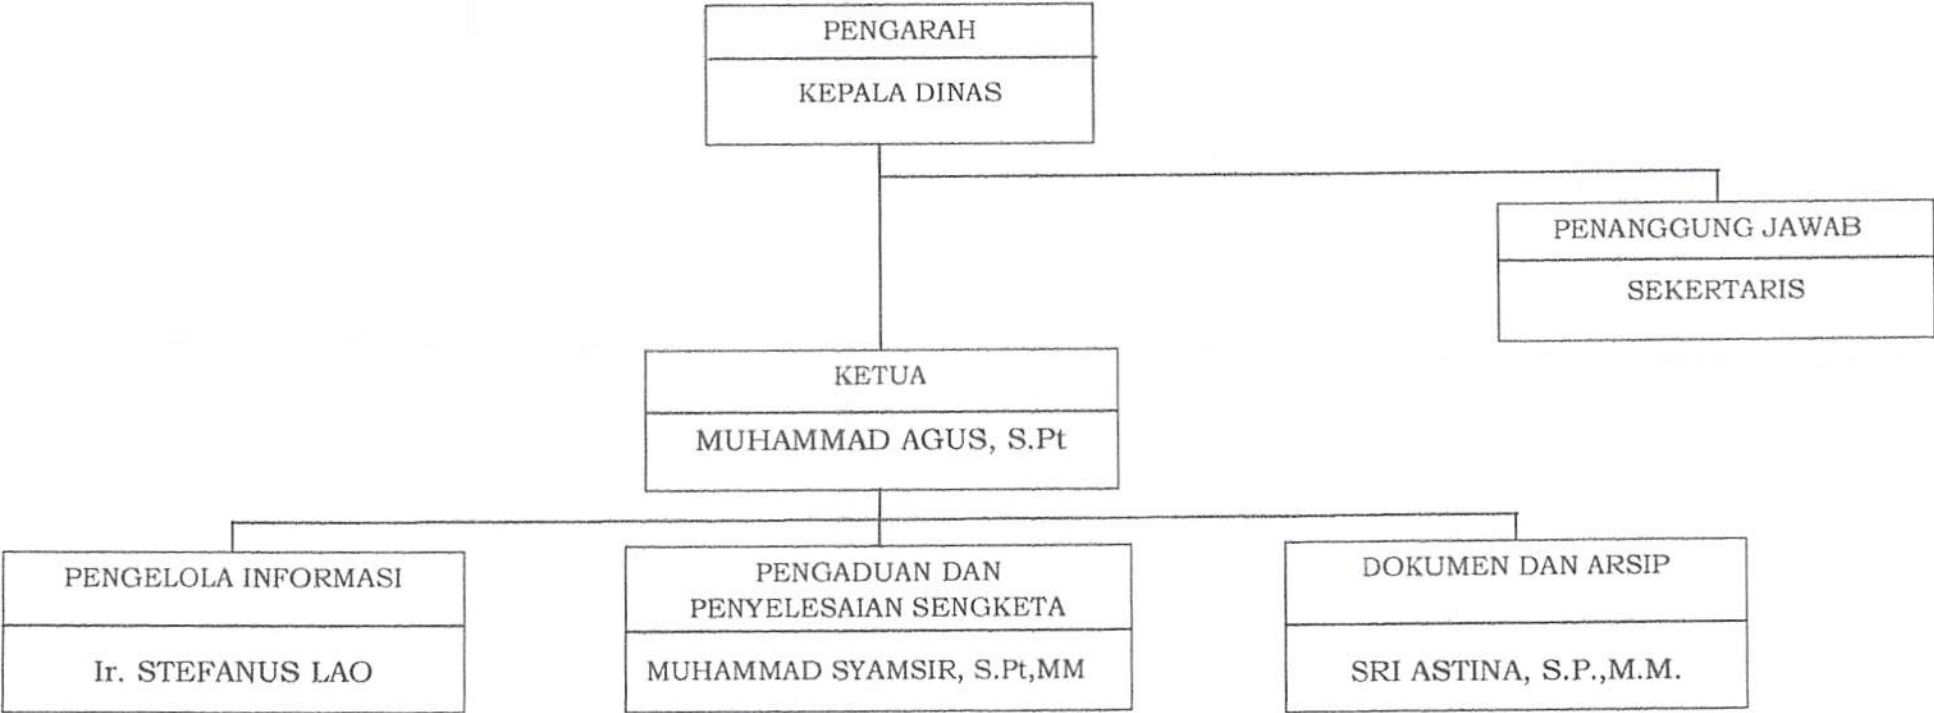 PENGARAH
KEPALA DINAS
PENANGGUNG JAWAB
SEKERTARIS
KETUA
MUHAMMAD AGUS, S.Pt
PENGELOLA INFORMASI
Ir. STEFANUS LAO
PENGADUAN DAN
PENYELESAIAN SENGKETA
MUHAMMAD SYAMSIR, S.Pt,MM
DOKUMEN DAN ARSIP
SRI ASTINA, S.P.,M.M.